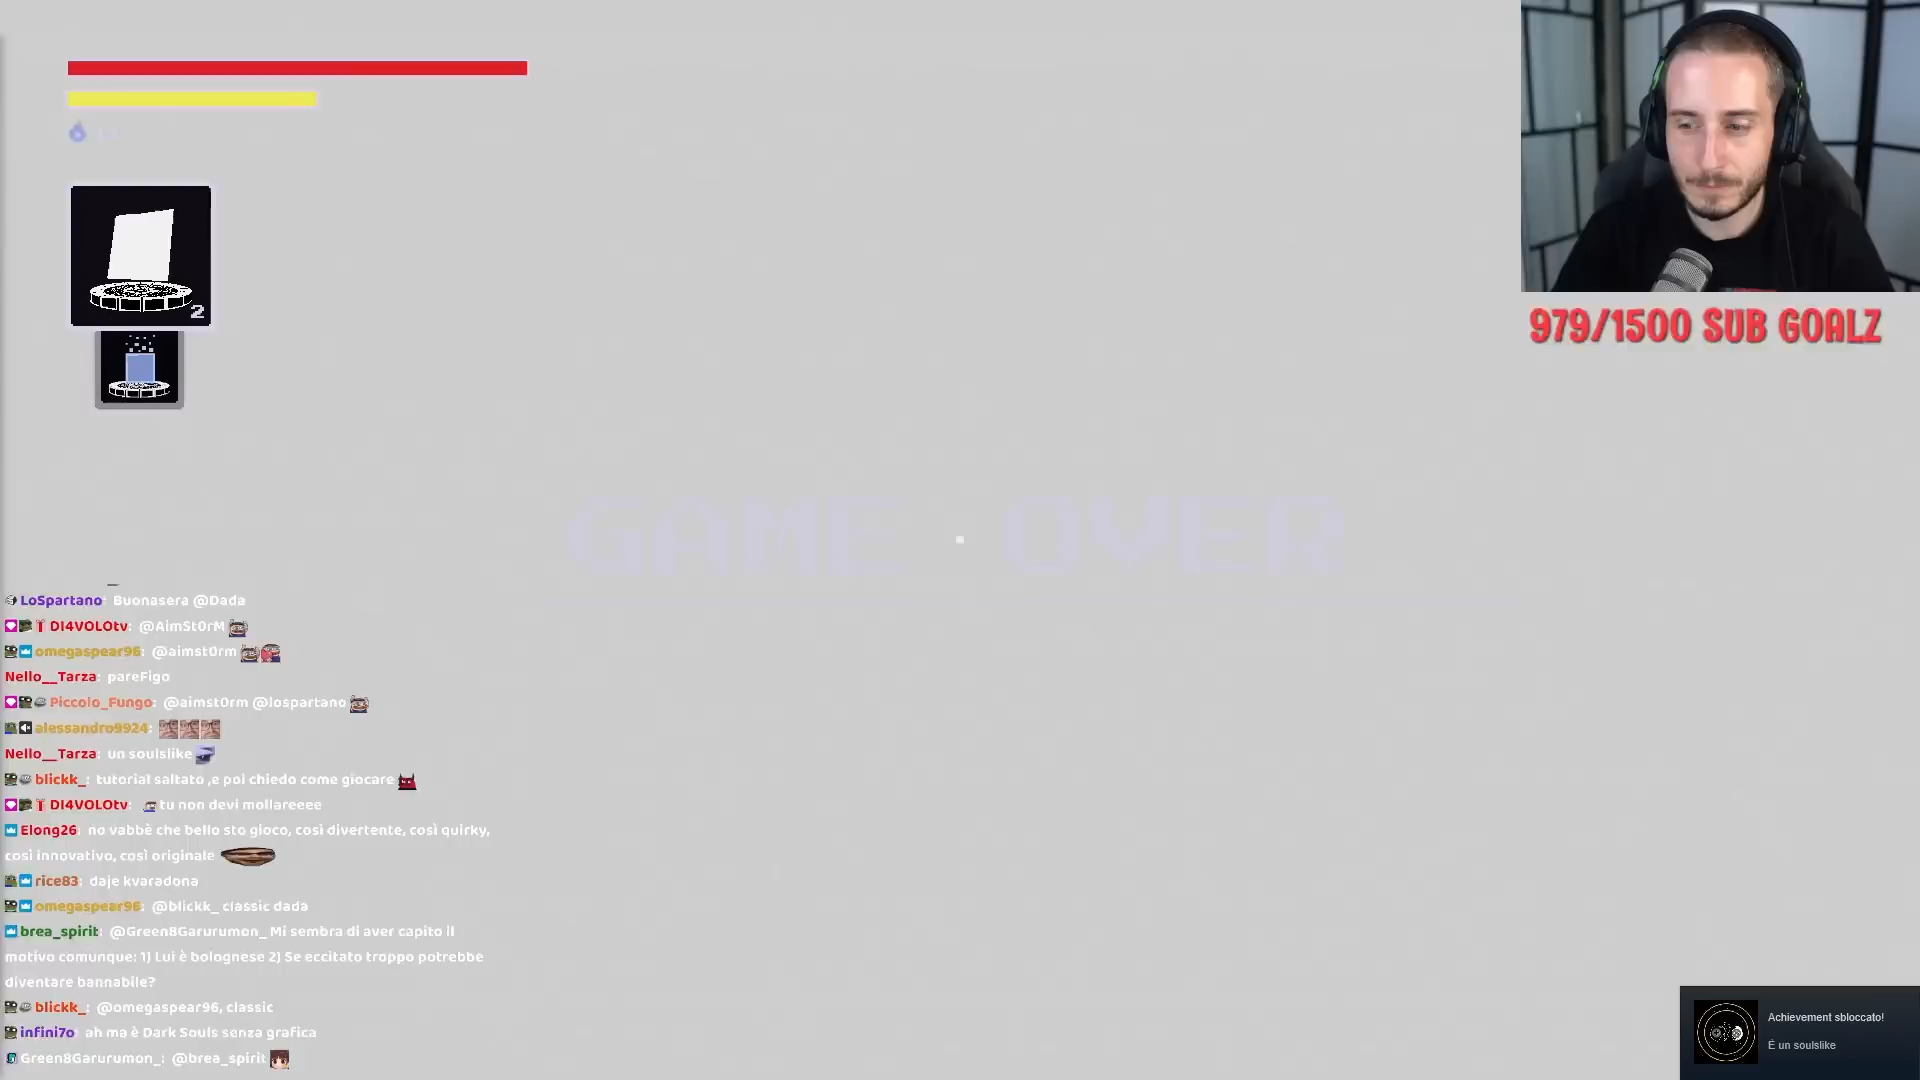 2
979/1500 SUB GOALZ
GAME OVER
LoSpartano: Buonasera @Dada
DI4VOLOtv: @AimSt0rM
omegaspear96: @aimst0rm
Nello__Tarza: pareFigo
Piccolo_Fungo: @aimst0rm @lospartano
alessandro9924:
Nello__Tarza: un soulslike
blickk_: tutorial saltato ,e poi chiedo come giocare
DI4VOLOtv: tu non devi mollareeee
Elong26: no vabbè che bello sto gioco, così divertente, così quirky,
così innovativo, così originale
rice83: daje kvaradona
omegaspear96: @blickk_ classic dada
brea_spirit: @Green8Garurumon_ Mi sembra di aver capito il
motivo comunque: 1) Lui è bolognese 2) Se eccitato troppo potrebbe
diventare bannabile?
blickk_: @omegaspear96, classic
infini7o: ah ma è Dark Souls senza grafica
Green8Garurumon_: @brea_spirit
Achievement sbloccato!
É un soulslike